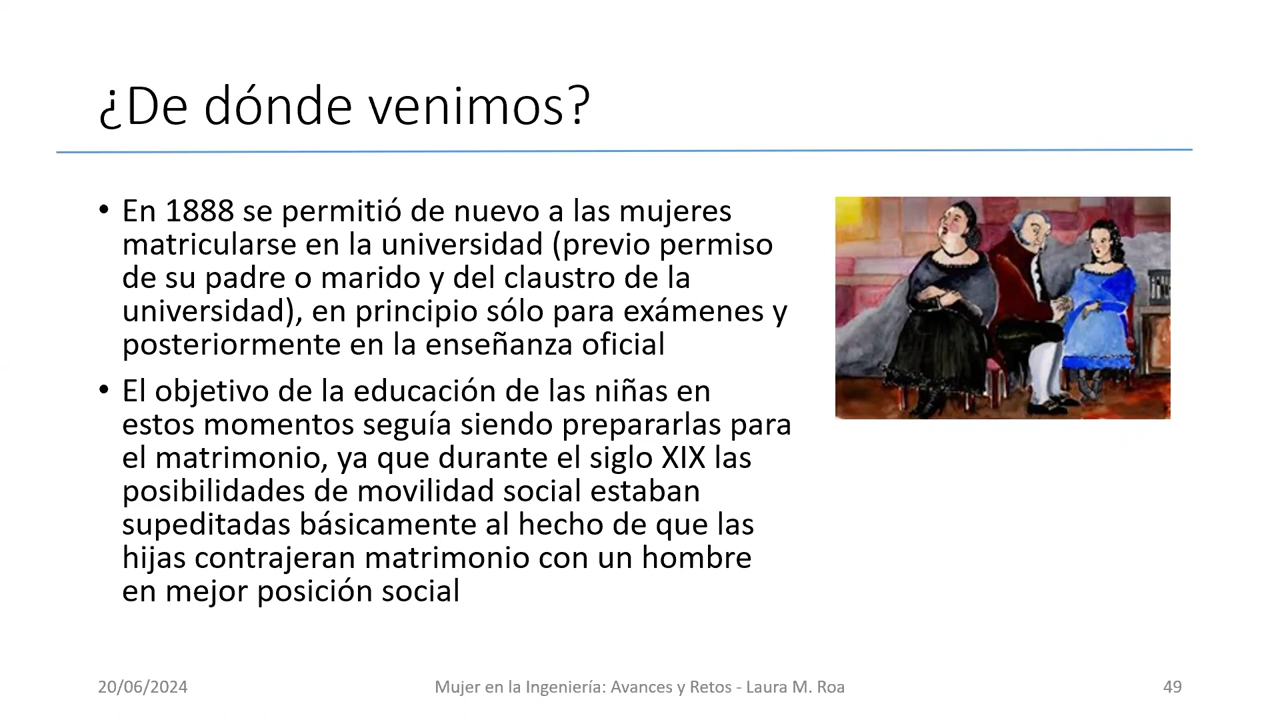 ¿De dónde venimos?
• En 1888 se permitió de nuevo a las mujeres
matricularse en la universidad (previo permiso
de su padre o marido y del claustro de la
universidad), en principio sólo para exámenes y
posteriormente en la enseñanza oficial
• El objetivo de la educación de las niñas en
estos momentos seguía siendo prepararlas para
el matrimonio, ya que durante el siglo XIX las
posibilidades de movilidad social estaban
supeditadas básicamente al hecho de que las
hijas contrajeran matrimonio con un hombre
en mejor posición social
20/06/2024
Mujer en la Ingeniería: Avances y Retos - Laura M. Roa
49